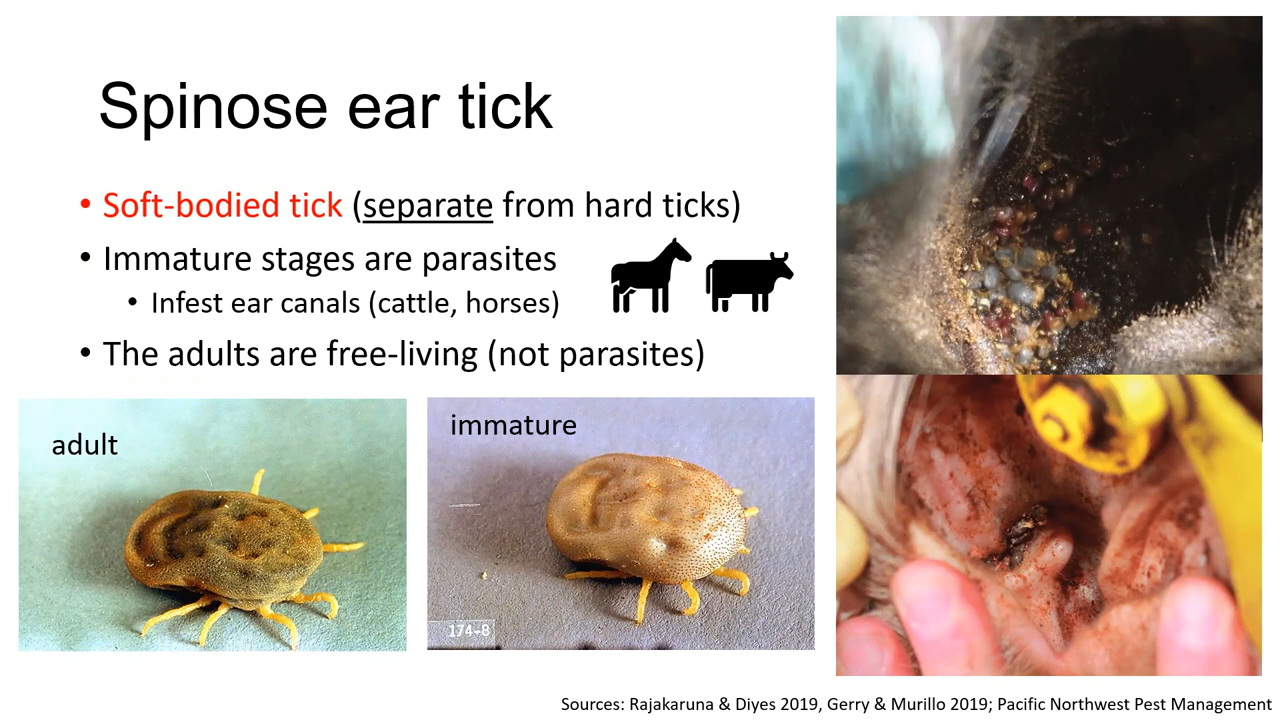 Spinose ear tick
• Soft-bodied tick (separate from hard ticks)
• Immature stages are parasites
• Infest ear canals (cattle, horses)
• The adults are free-living (not parasites)
adult
immature
174-8
Sources: Rajakaruna & Diyes 2019, Gerry & Murillo 2019; Pacific Northwest Pest Management